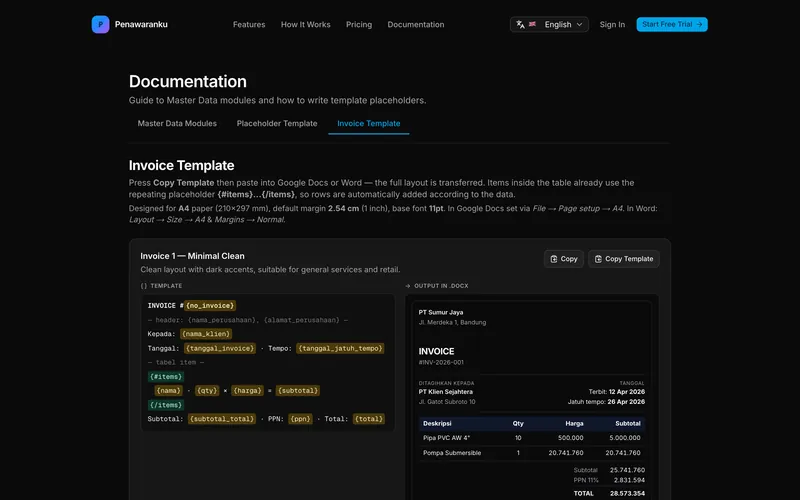 P Penawaranku Features How It Works Pricing Documentation English Sign In Start Free Trial →
Documentation
Guide to Master Data modules and how to write template placeholders.
Master Data Modules Placeholder Template Invoice Template
Invoice Template
Press Copy Template then paste into Google Docs or Word — the full layout is transferred. Items inside the table already use the
repeating placeholder {#items}...{/items}, so rows are automatically added according to the data.
Designed for A4 paper (210×297 mm), default margin 2.54 cm (1 inch), base font 11pt. In Google Docs set via File → Page setup → A4. In Word:
Layout → Size → A4 & Margins → Normal.
Invoice 1 — Minimal Clean
Clean layout with dark accents, suitable for general services and retail.
Copy Copy Template
{} TEMPLATE
INVOICE #{no_invoice}
— header: {nama_perusahaan}, {alamat_perusahaan} —
Kepada: {nama_klien}
Tanggal: {tanggal_invoice} · Tempo: {tanggal_jatuh_tempo}
— tabel item —
{#items}
{nama} · {qty} × {harga} = {subtotal}
{/items}
Subtotal: {subtotal_total} · PPN: {ppn} · Total: {total}
→ OUTPUT IN .DOCX
PT Sumur Jaya
Jl. Merdeka 1, Bandung
INVOICE
#INV-2026-001
DITAGIHKAN KEPADA TANGGAL
PT Klien Sejahtera Terbit: 12 Apr 2026
Jl. Gatot Subroto 10 Jatuh tempo: 26 Apr 2026
Deskripsi Qty Harga Subtotal
Pipa PVC AW 4" 10 500.000 5.000.000
Pompa Submersible 1 20.741.760 20.741.760
Subtotal 25.741.760
PPN 11% 2.831.594
TOTAL 28.573.354